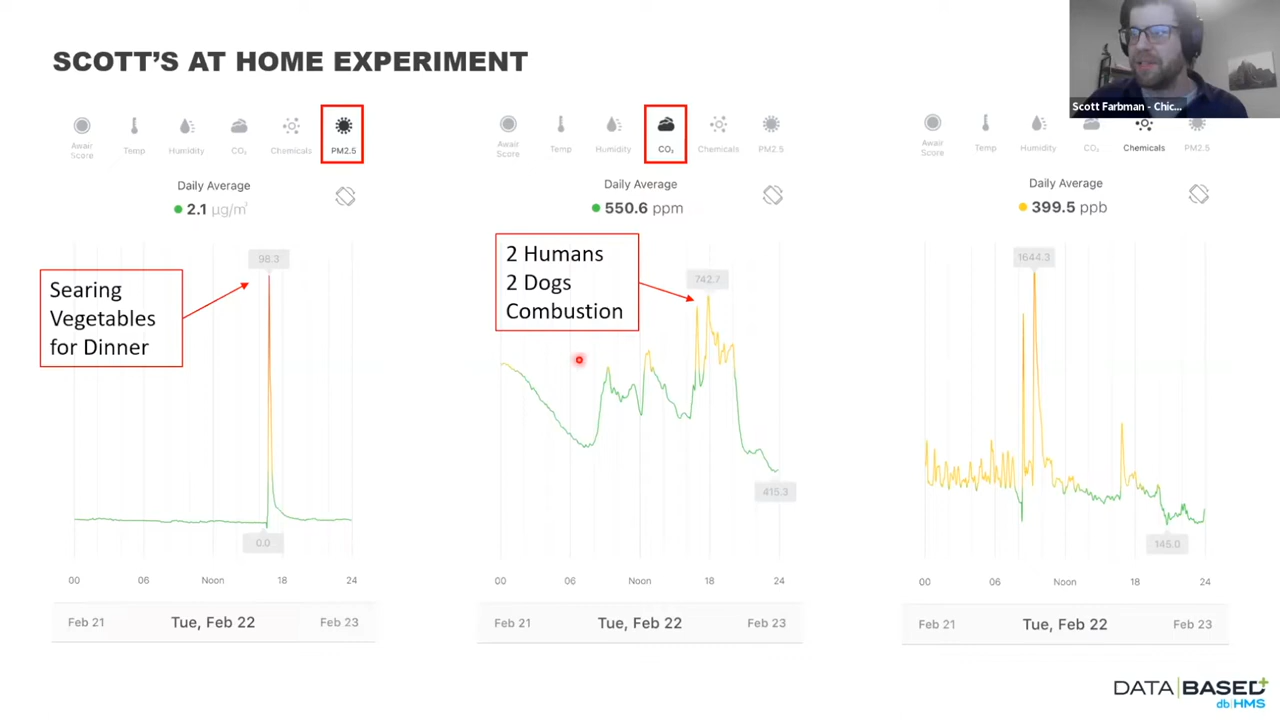 SCOTT'S AT HOME EXPERIMENT
Scott Farbman - Chic...
Awair
Score
Temp
Humidity
CO₂
Chemicals
PM2.5
Daily Average
2.1 µg/m³
98.3
Searing
Vegetables
for Dinner
0.0
00
06
Noon
18
24
Feb 21
Tue, Feb 22
Feb 23
Awair
Score
Temp
Humidity
CO₂
Chemicals
PM2.5
Daily Average
550.6 ppm
2 Humans
2 Dogs
Combustion
742.7
415.3
00
06
Noon
18
24
Feb 21
Tue, Feb 22
Feb 23
Awair
Score
Temp
Humidity
CO₂
Chemicals
PM2.5
Daily Average
399.5 ppb
1644.3
145.0
00
06
Noon
18
24
Feb 21
Tue, Feb 22
Feb 23
DATA|BASED+
db|HMS